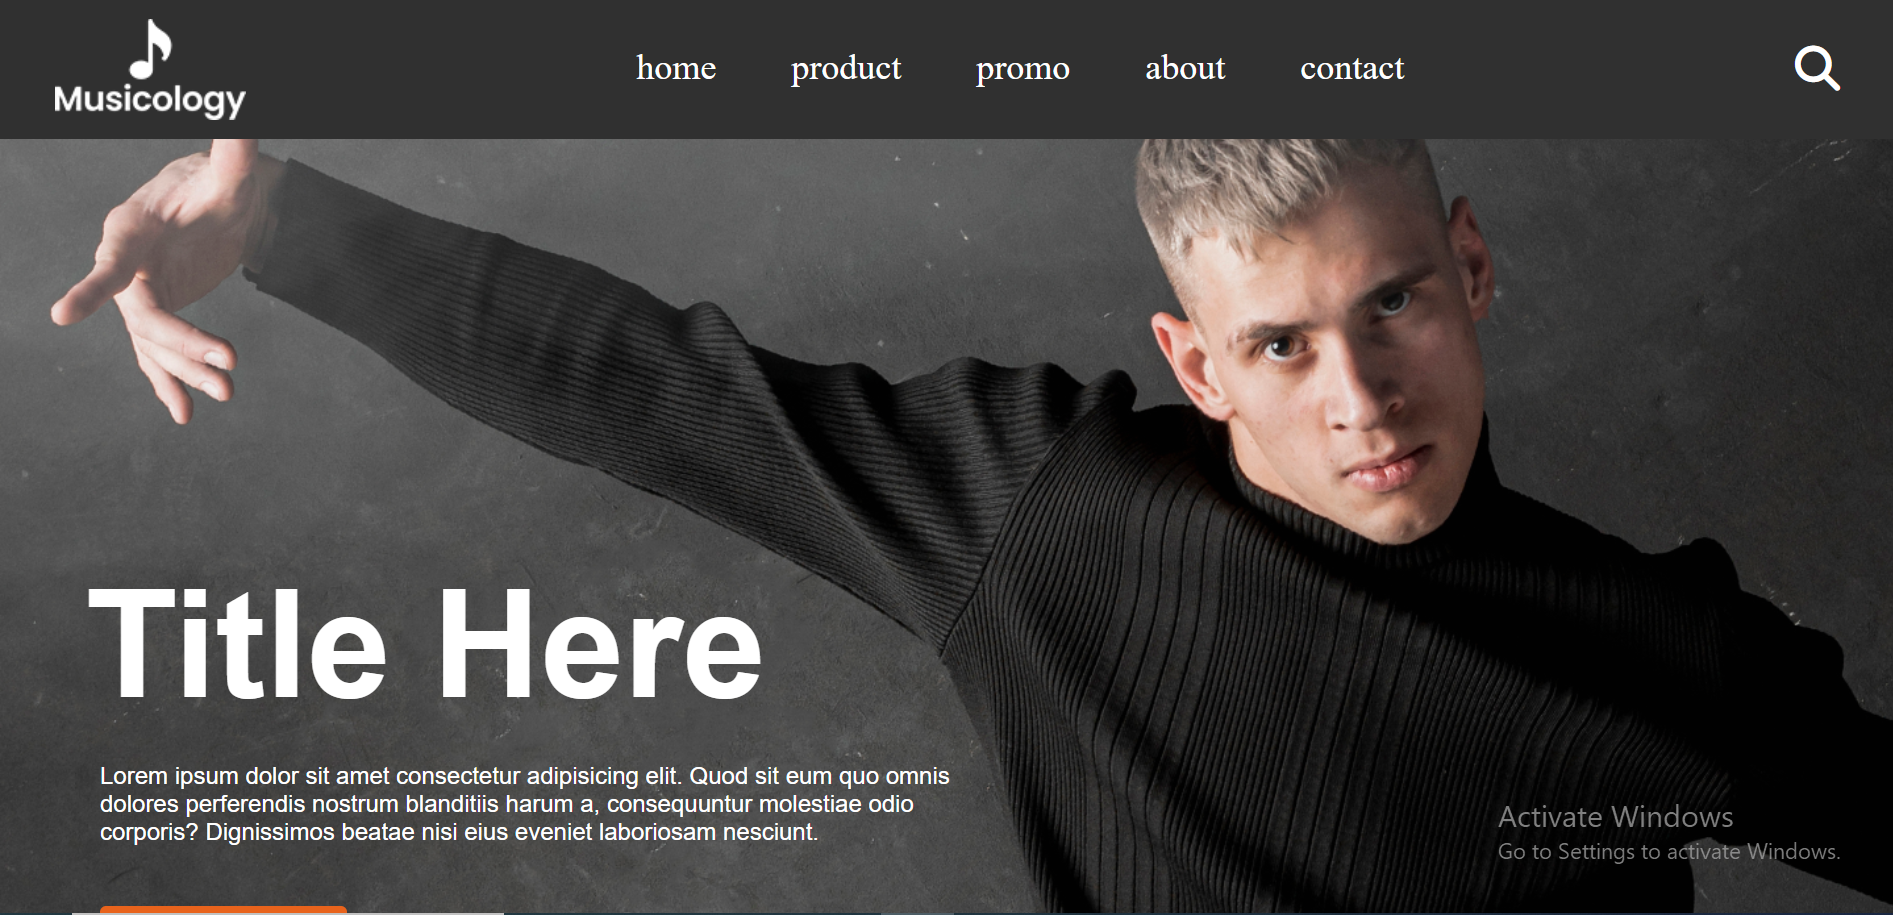 Musicology
home product promo about contact
Title Here
Lorem ipsum dolor sit amet consectetur adipisicing elit. Quod sit eum quo omnis
dolores perferendis nostrum blanditiis harum a, consequuntur molestiae odio
corporis? Dignissimos beatae nisi eius eveniet laboriosam nesciunt.
Activate Windows
Go to Settings to activate Windows.